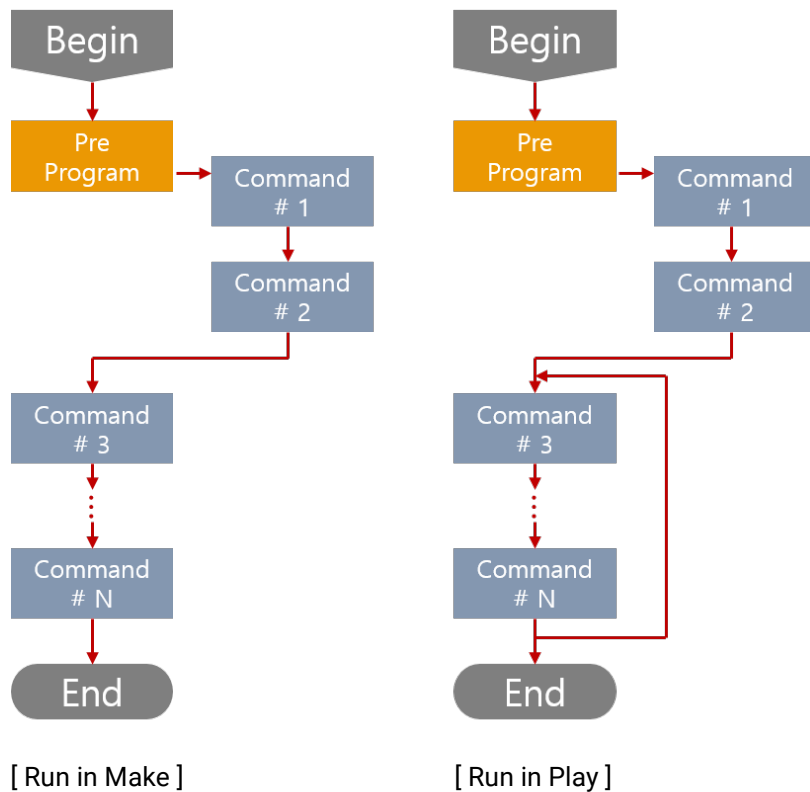 Begin
Pre
Program
Command
# 1
Command
# 2
Command
# 3
Command
# N
End
[ Run in Make ]
Begin
Pre
Program
Command
# 1
Command
# 2
Command
# 3
Command
# N
End
[ Run in Play ]